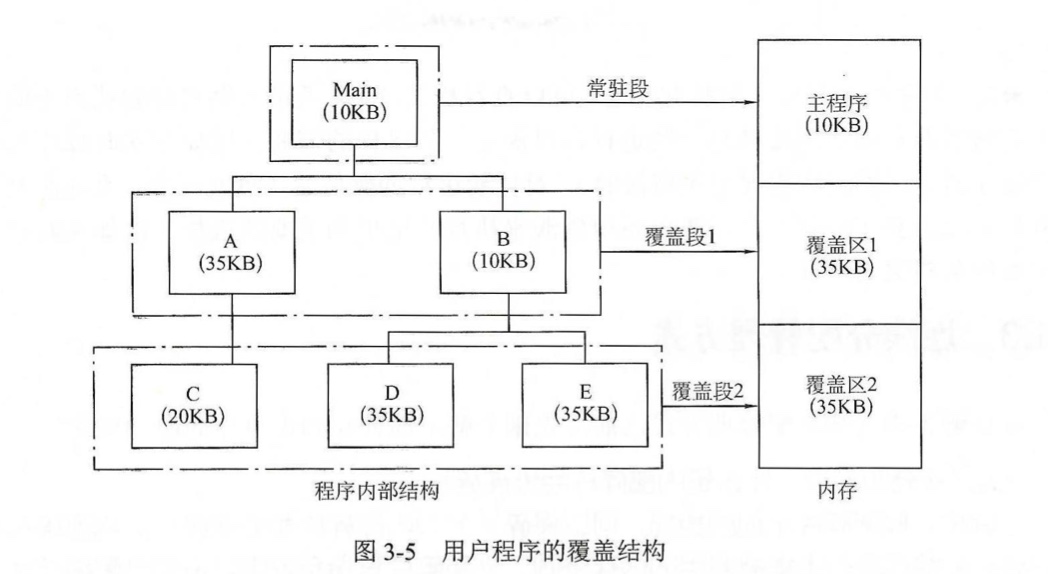 Main
(10KB)
常驻段
主程序
(10KB)
A
(35KB)
B
(10KB)
覆盖段1
覆盖区1
(35KB)
C
(20KB)
D
(35KB)
E
(35KB)
覆盖段2
覆盖区2
(35KB)
程序内部结构
内存
图 3-5 用户程序的覆盖结构